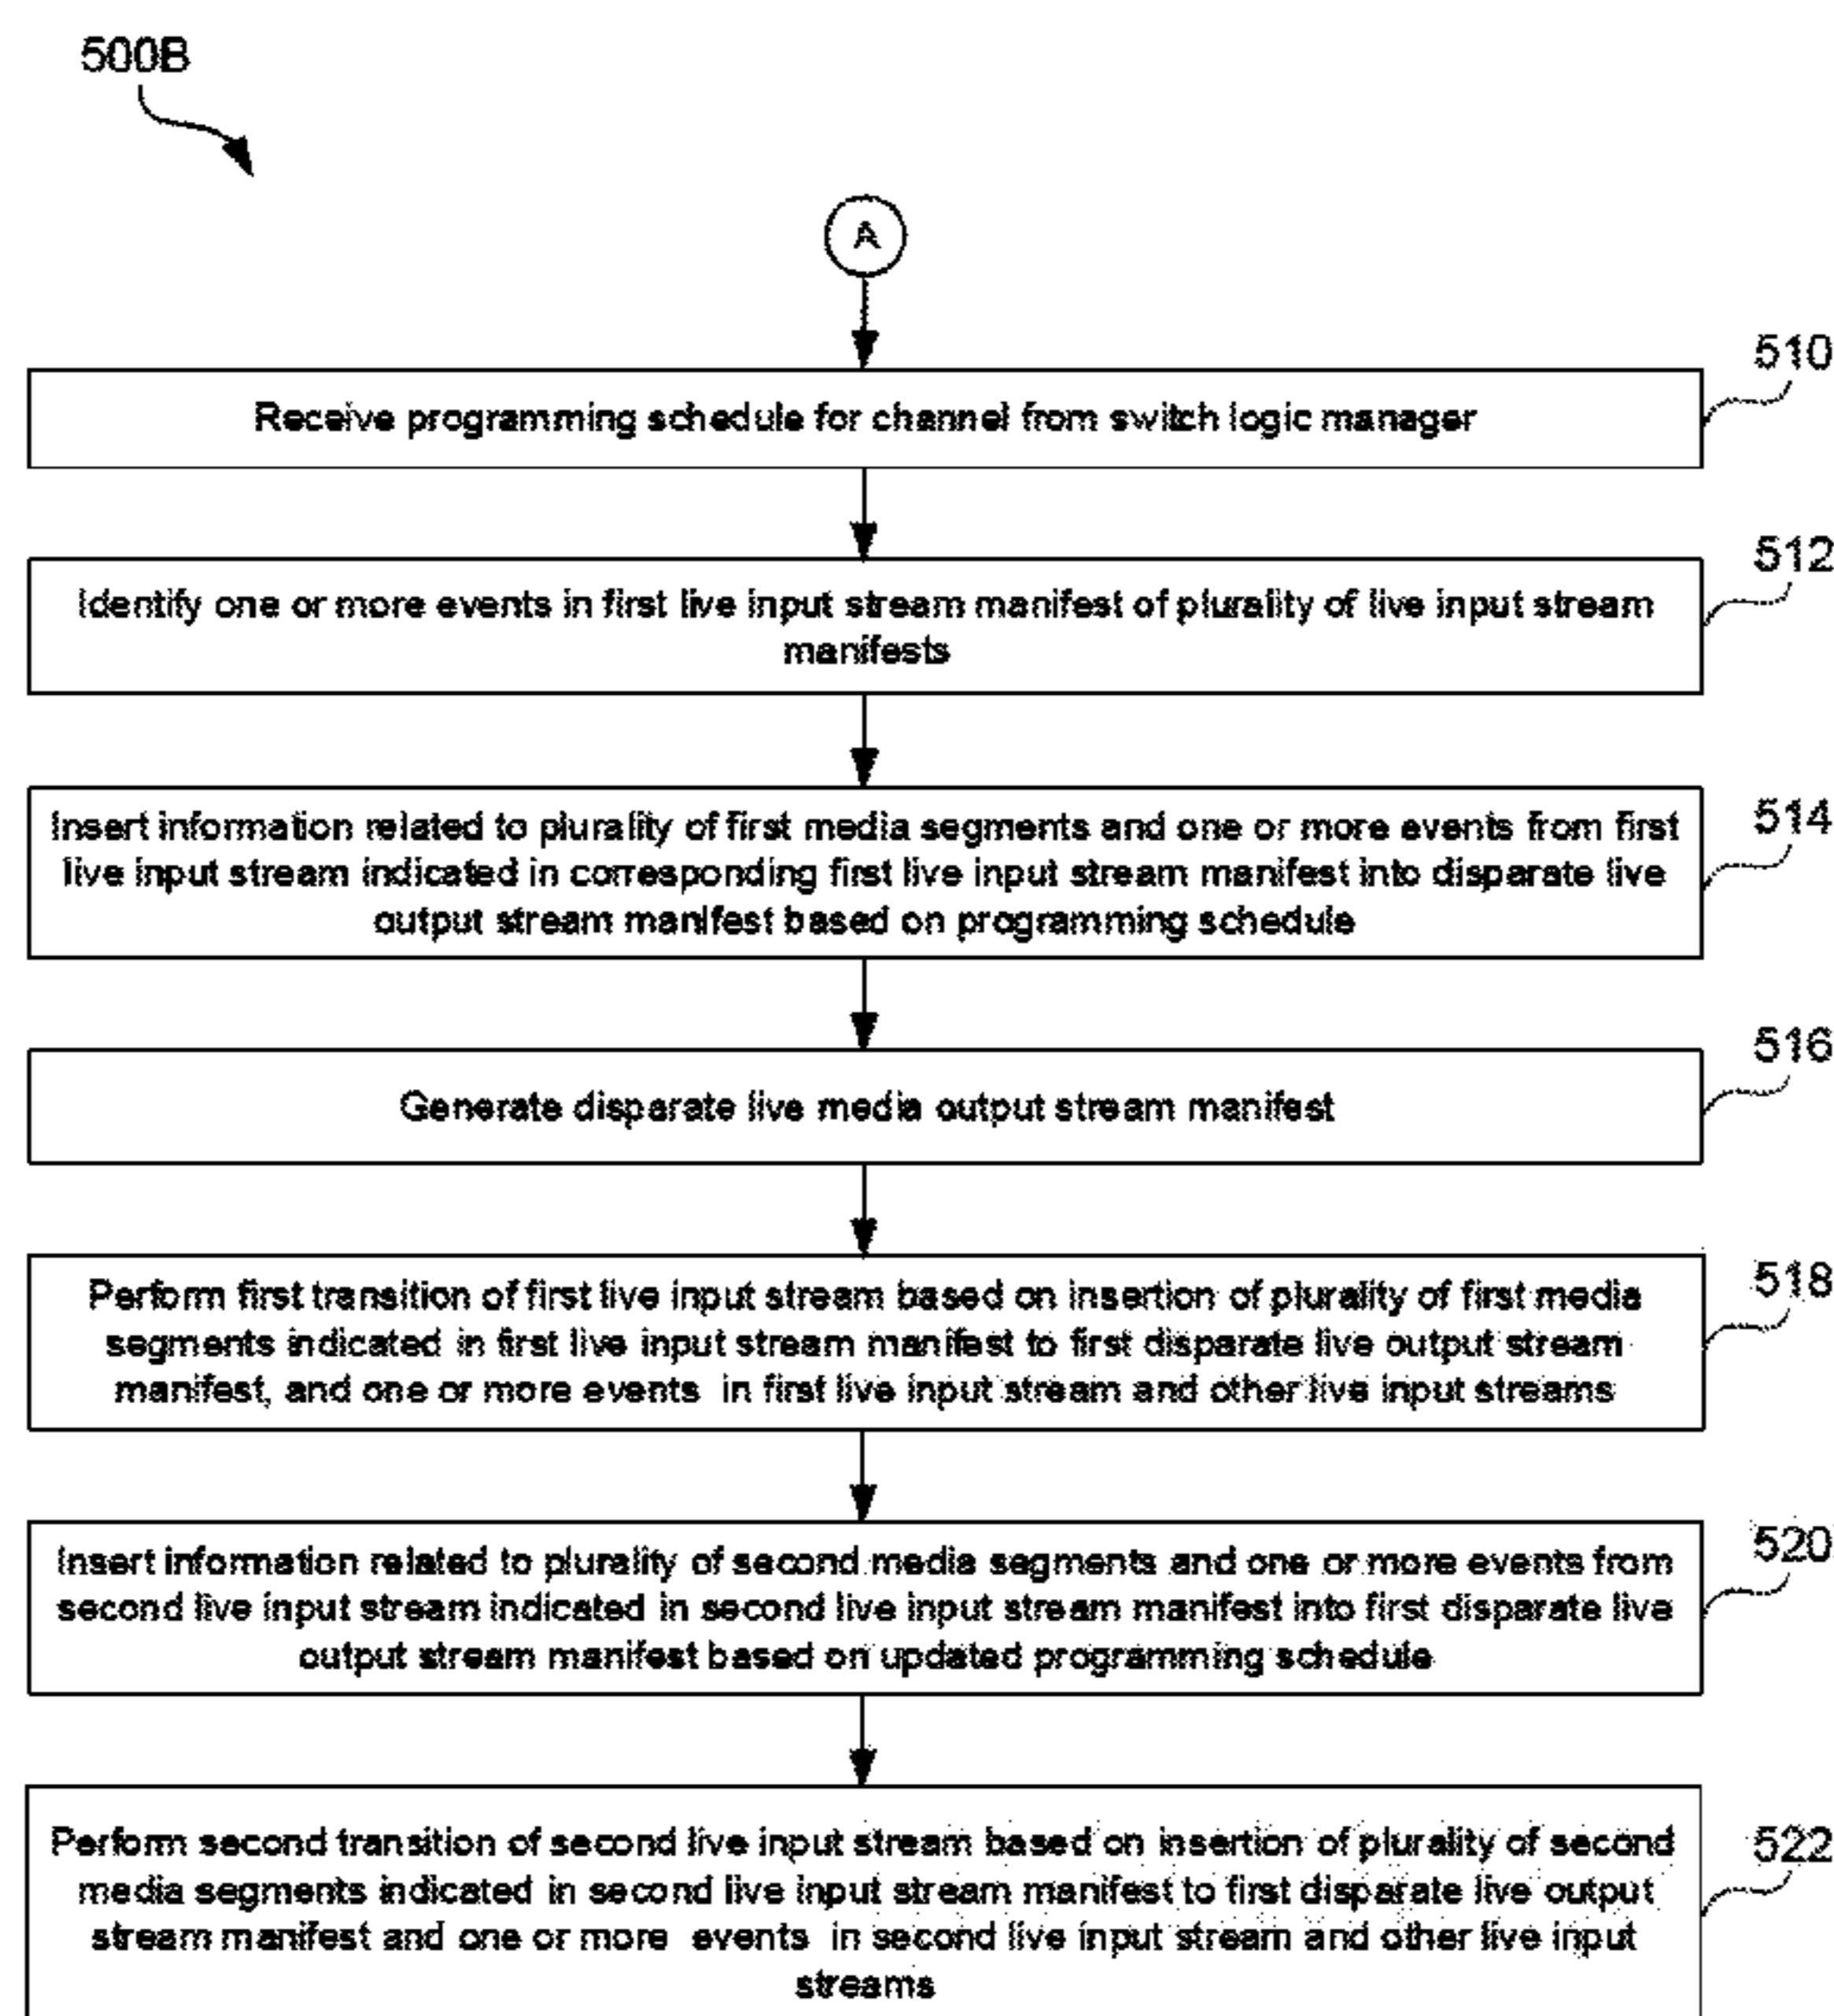 500B
A
510
Receive programming schedule for channel from switch logic manager
512
Identify one or more events in first live input stream manifest of plurality of live input stream
manifests
514
Insert information related to plurality of first media segments and one or more events from first
live input stream indicated in corresponding first live input stream manifest into disparate live
output stream manifest based on programming schedule
516
Generate disparate live media output stream manifest
518
Perform first transition of first live input stream based on insertion of plurality of first media
segments indicated in first live input stream manifest to first disparate live output stream
manifest, and one or more events in first live input stream and other live input streams
520
Insert information related to plurality of second media segments and one or more events from
second live input stream indicated in second live input stream manifest into first disparate live
output stream manifest based on updated programming schedule
522
Perform second transition of second live input stream based on insertion of plurality of second
media segments indicated in second live input stream manifest to first disparate live output
stream manifest and one or more events in second live input stream and other live input
streams